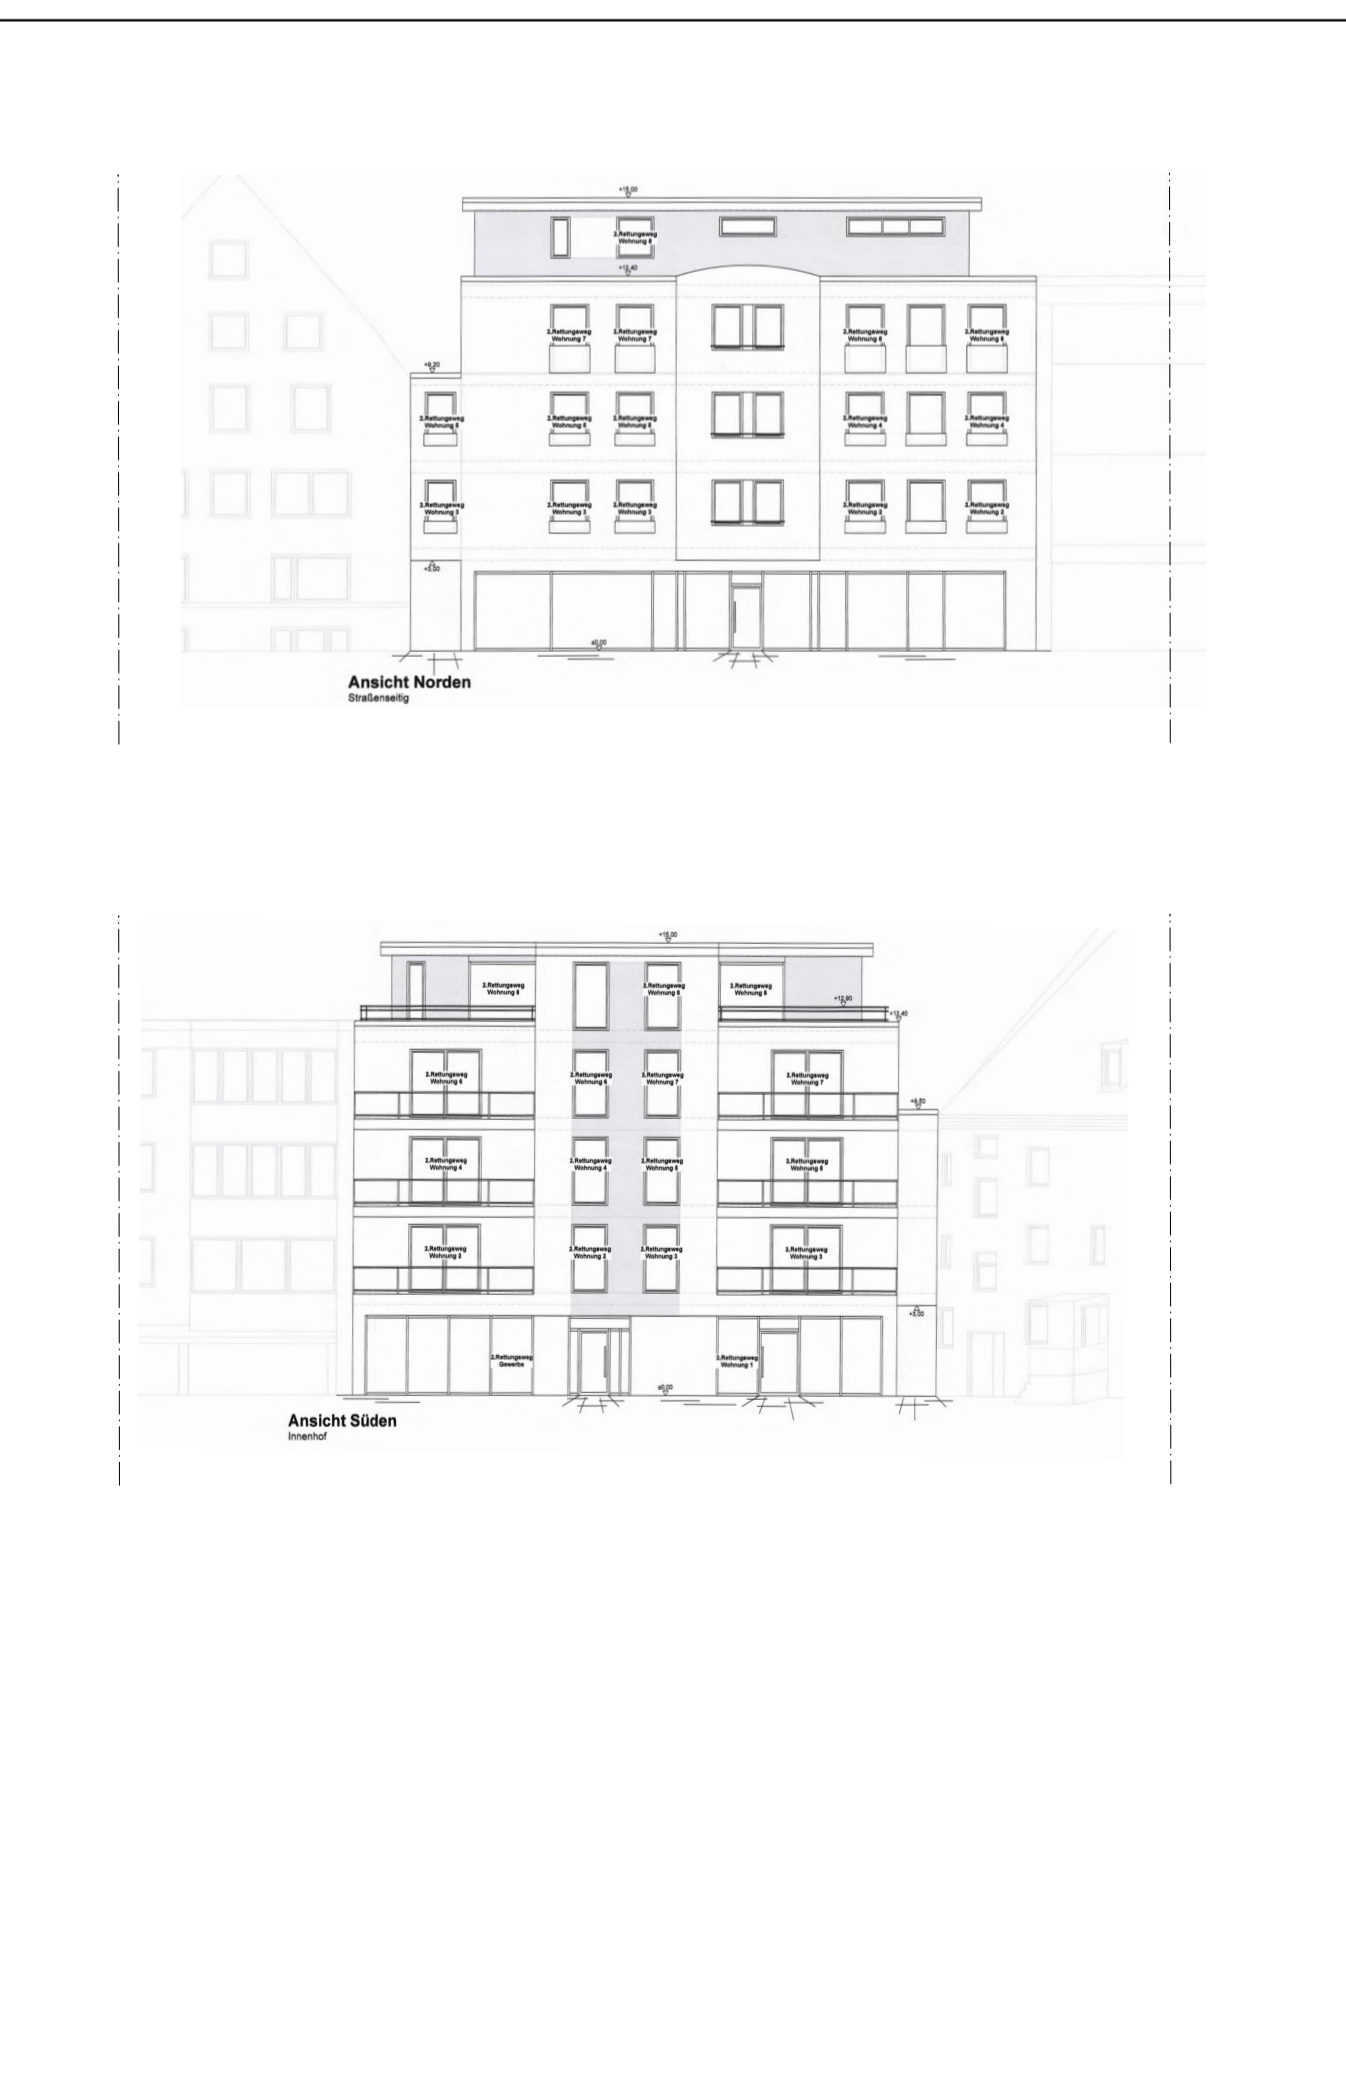 +15,00
2.Rettungsweg
Wohnung 8
+12,40
2.Rettungsweg
Wohnung 7
2.Rettungsweg
Wohnung 7
2.Rettungsweg
Wohnung 6
2.Rettungsweg
Wohnung 6
+9,20
2.Rettungsweg
Wohnung 5
2.Rettungsweg
Wohnung 5
2.Rettungsweg
Wohnung 5
2.Rettungsweg
Wohnung 4
2.Rettungsweg
Wohnung 4
2.Rettungsweg
Wohnung 3
2.Rettungsweg
Wohnung 3
2.Rettungsweg
Wohnung 3
2.Rettungsweg
Wohnung 2
2.Rettungsweg
Wohnung 2
+3,00
±0,00
Ansicht Norden
Straßenseitig
+15,00
2.Rettungsweg
Wohnung 8
2.Rettungsweg
Wohnung 8
2.Rettungsweg
Wohnung 8
+12,90
+12,40
2.Rettungsweg
Wohnung 6
2.Rettungsweg
Wohnung 6
2.Rettungsweg
Wohnung 7
2.Rettungsweg
Wohnung 7
+9,50
2.Rettungsweg
Wohnung 4
2.Rettungsweg
Wohnung 4
2.Rettungsweg
Wohnung 5
2.Rettungsweg
Wohnung 5
2.Rettungsweg
Wohnung 2
2.Rettungsweg
Wohnung 2
2.Rettungsweg
Wohnung 3
2.Rettungsweg
Wohnung 3
+3,00
2.Rettungsweg
Gewerbe
2.Rettungsweg
Wohnung 1
±0,00
Ansicht Süden
Innenhof